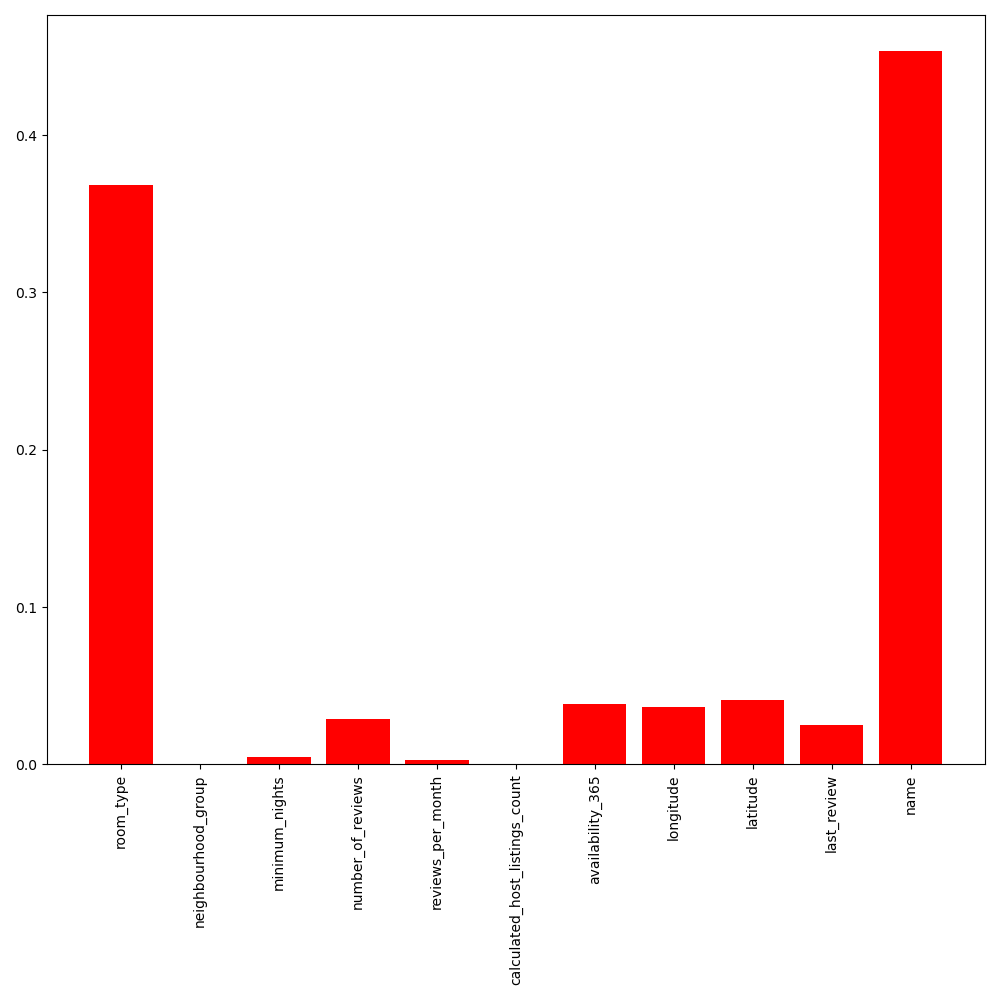 0.4
0.3
0.2
0.1
0.0
room_type
neighbourhood_group
minimum_nights
number_of_reviews
reviews_per_month
calculated_host_listings_count
availability_365
longitude
latitude
last_review
name